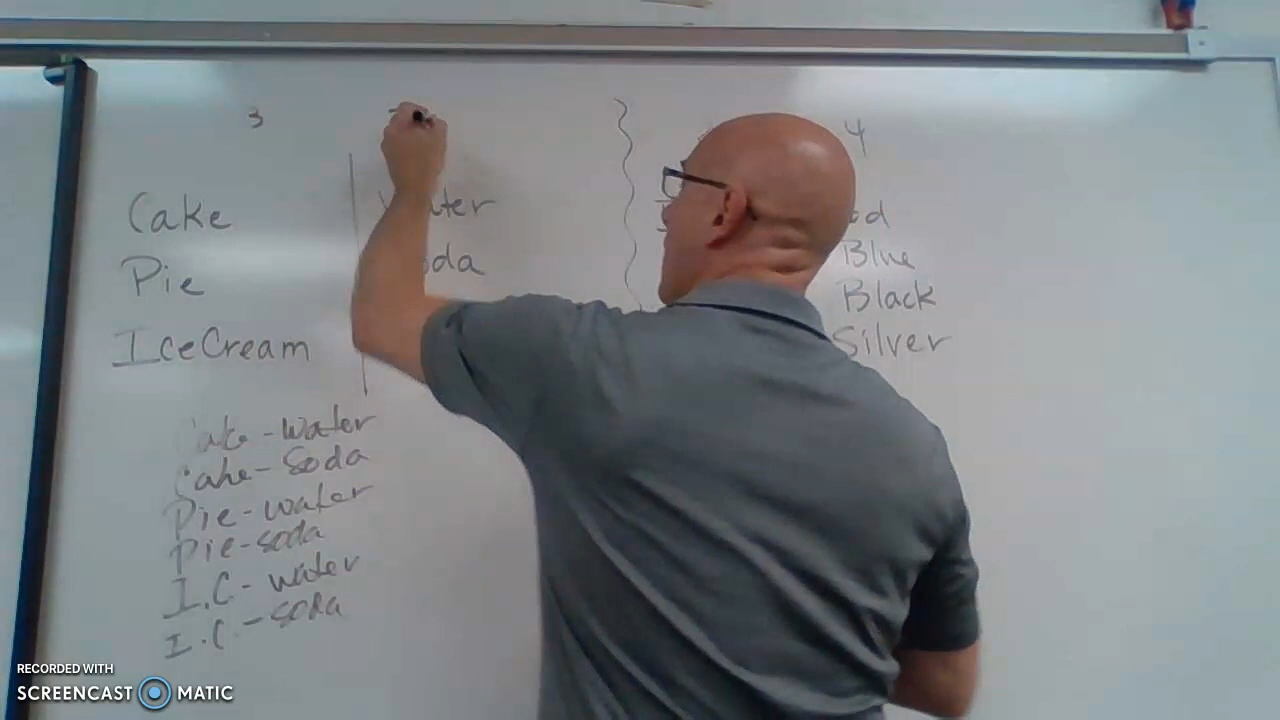 3
4
Cake
Pie
IceCream
Blue
Black
Silver
Cake-water
Cake-Soda
Pie-water
Pie-soda
I.C-water
I.C.-soda
RECORDED WITH
SCREENCAST MATIC